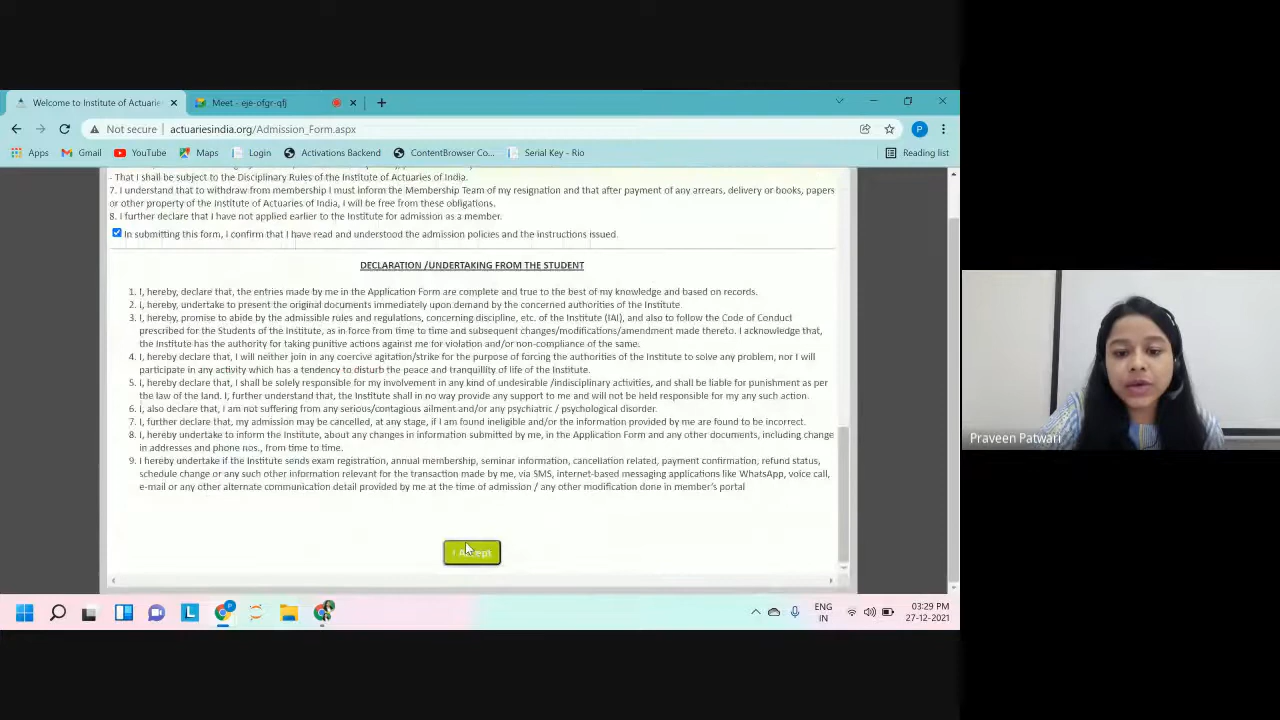 Welcome to Institute of Actuarie
Meet - eje-ofgr-qfj
Not secure
actuariesindia.org/Admission_Form.aspx
Apps
Gmail
YouTube
Maps
Login
Activations Backend
ContentBrowser Co...
Serial Key - Rio
Reading list
- That I shall be subject to the Disciplinary Rules of the Institute of Actuaries of India.
7. I understand that to withdraw from membership I must inform the Membership Team of my resignation and that after payment of any arrears, delivery or books, papers
or other property of the Institute of Actuaries of India, I will be free from these obligations.
8. I further declare that I have not applied earlier to the Institute for admission as a member.
In submitting this form, I confirm that I have read and understood the admission policies and the instructions issued.
DECLARATION /UNDERTAKING FROM THE STUDENT
1. I, hereby, declare that, the entries made by me in the Application Form are complete and true to the best of my knowledge and based on records.
2. I, hereby, undertake to present the original documents immediately upon demand by the concerned authorities of the Institute.
3. I, hereby, promise to abide by the admissible rules and regulations, concerning discipline, etc. of the Institute (IAI), and also to follow the Code of Conduct
prescribed for the Students of the Institute, as in force from time to time and subsequent changes/modifications/amendment made thereto. I acknowledge that,
the Institute has the authority for taking punitive actions against me for violation and/or non-compliance of the same.
4. I, hereby declare that, I will neither join in any coercive agitation/strike for the purpose of forcing the authorities of the Institute to solve any problem, nor I will
participate in any activity which has a tendency to disturb the peace and tranquillity of life of the Institute.
5. I, hereby declare that, I shall be solely responsible for my involvement in any kind of undesirable /indisciplinary activities, and shall be liable for punishment as per
the law of the land. I, further understand that, the Institute shall in no way provide any support to me and will not be held responsible for my any such action.
6. I, also declare that, I am not suffering from any serious/contagious ailment and/or any psychiatric / psychological disorder.
7. I, further declare that, my admission may be cancelled, at any stage, if I am found ineligible and/or the information provided by me are found to be incorrect.
8. I, hereby undertake to inform the Institute, about any changes in information submitted by me, in the Application Form and any other documents, including change
in addresses and phone nos., from time to time.
9. I hereby undertake if the Institute sends exam registration, annual membership, seminar information, cancellation related, payment confirmation, refund status,
schedule change or any such other information relevant for the transaction made by me, via SMS, internet-based messaging applications like WhatsApp, voice call,
e-mail or any other alternate communication detail provided by me at the time of admission / any other modification done in member's portal
I Accept
Praveen Patwari
ENG
IN
03:29 PM
27-12-2021